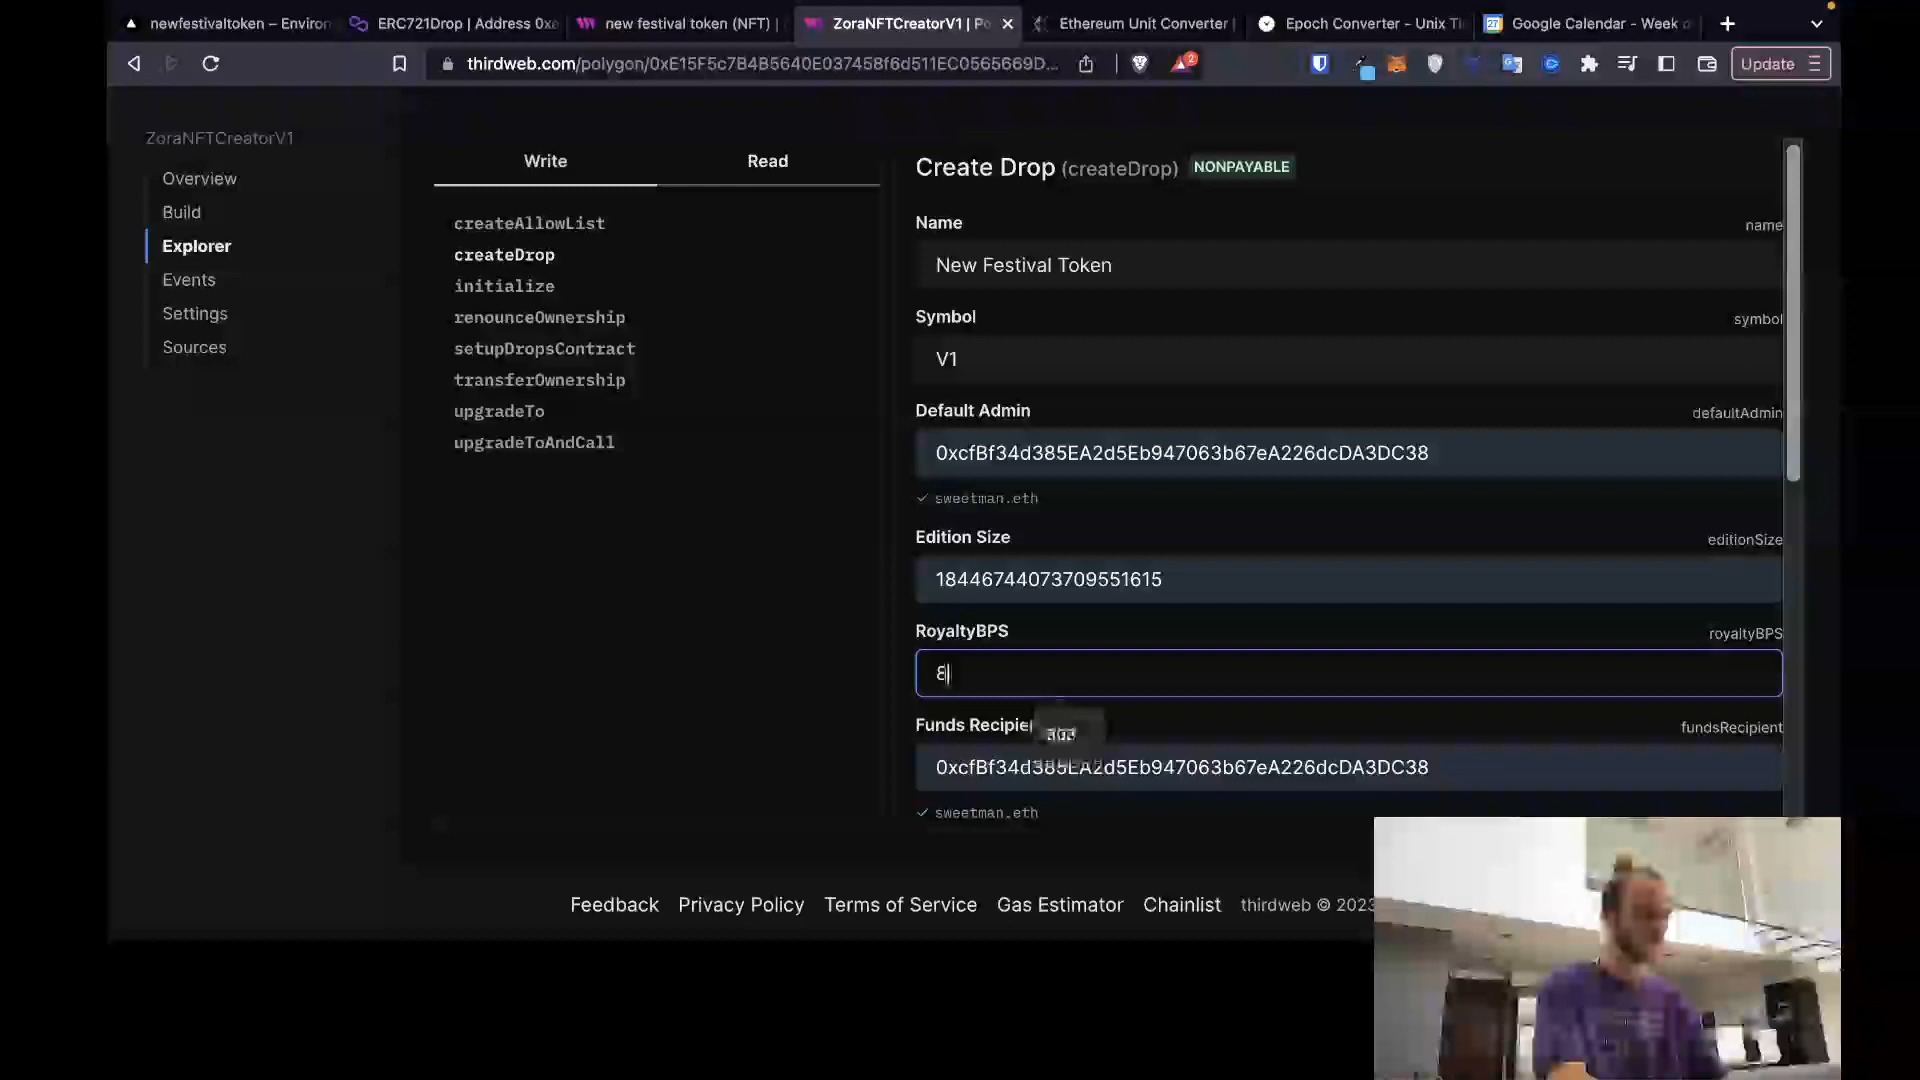 newfestivaltoken – Environ
ERC721Drop | Address 0xe
new festival token (NFT) |
ZoraNFTCreatorV1 | Po
Ethereum Unit Converter |
Epoch Converter - Unix Ti
Google Calendar - Week o
thirdweb.com/polygon/0xE15F5c7B4B5640E037458f6d511EC0565669D...
2
Update
ZoraNFTCreatorV1
Overview
Build
Explorer
Events
Settings
Sources
Write
Read
createAllowList
createDrop
initialize
renounceOwnership
setupDropsContract
transferOwnership
upgradeTo
upgradeToAndCall
Create Drop (createDrop) NONPAYABLE
Name
name
New Festival Token
Symbol
symbol
V1
Default Admin
defaultAdmin
0xcfBf34d385EA2d5Eb947063b67eA226dcDA3DC38
sweetman.eth
Edition Size
editionSize
18446744073709551615
RoyaltyBPS
royaltyBPS
8
Funds Recipie
fundsRecipient
0xcfBf34d385EA2d5Eb947063b67eA226dcDA3DC38
sweetman.eth
Feedback
Privacy Policy
Terms of Service
Gas Estimator
Chainlist
thirdweb © 2023